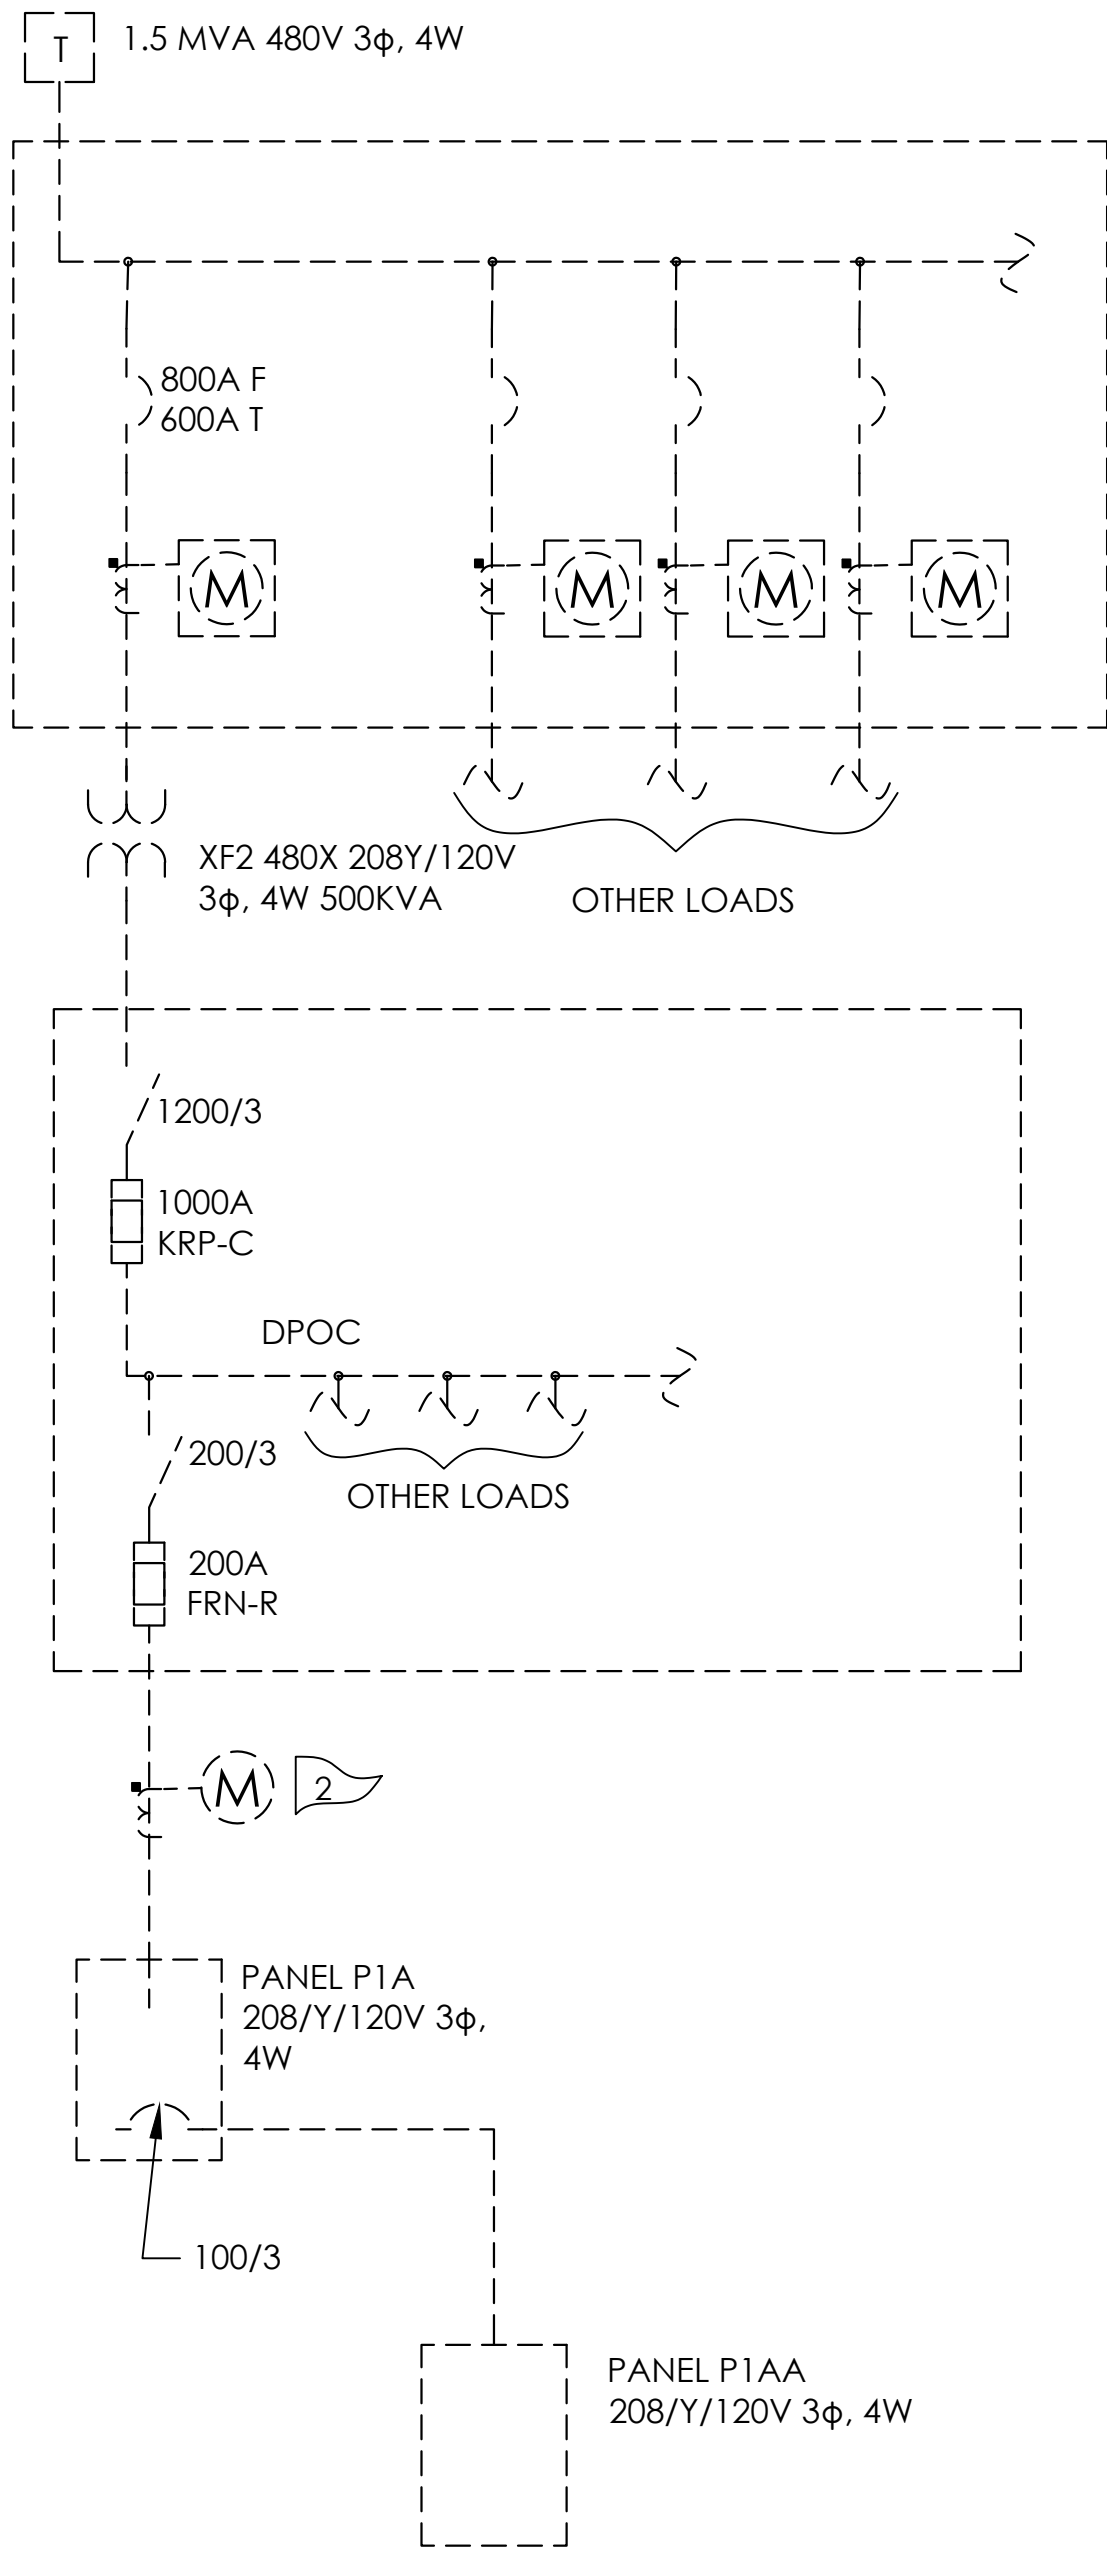 T
1.5 MVA 480V 3ϕ, 4W
800A F
600A T
M
M
M
M
XF2 480X 208Y/120V
3ϕ, 4W 500KVA
OTHER LOADS
1200/3
1000A
KRP-C
DPOC
200/3
OTHER LOADS
200A
FRN-R
M
2
PANEL P1A
208/Y/120V 3ϕ,
4W
100/3
PANEL P1AA
208/Y/120V 3ϕ, 4W